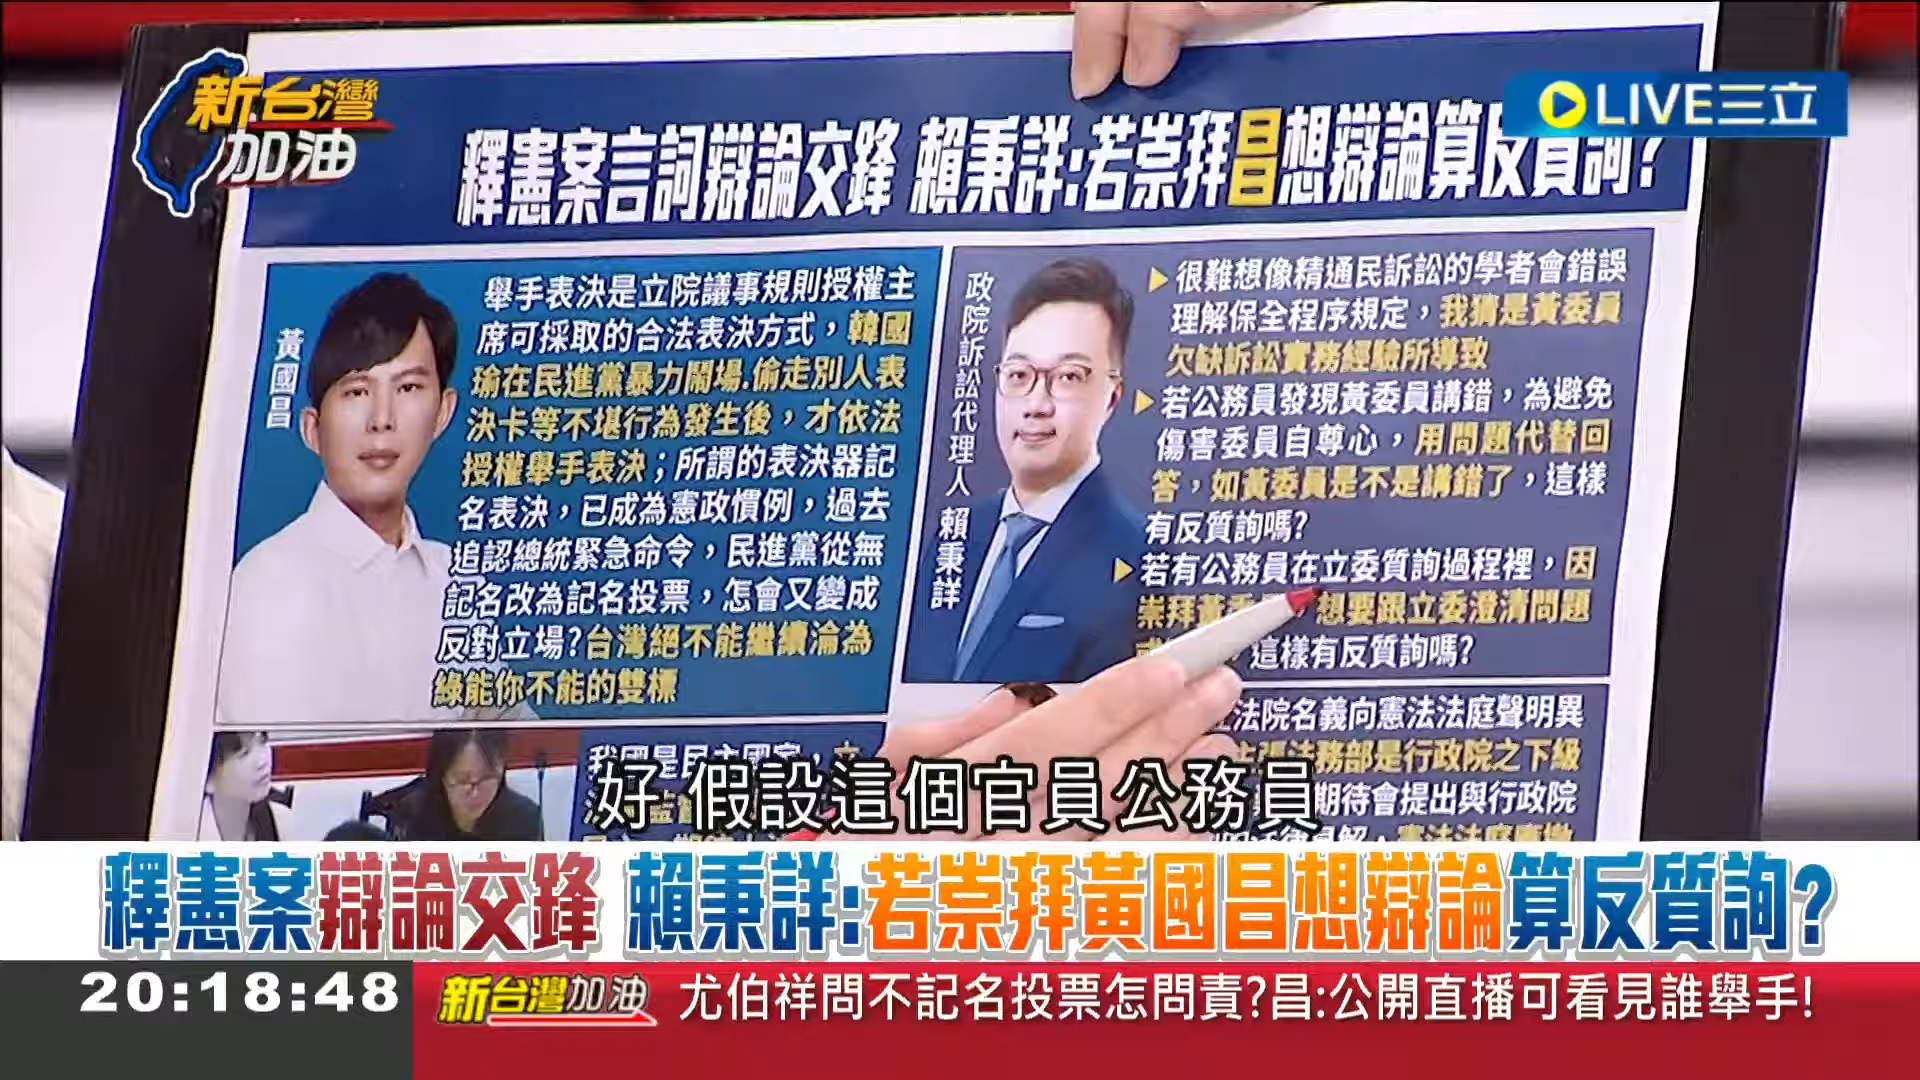 新台灣
加油
LIVE三立
釋憲案言詞辯論交鋒 賴秉詳:若崇拜昌想辯論算反質詢?
黃國昌
舉手表決是立院議事規則授權主
席可採取的合法表決方式，韓國
瑜在民進黨暴力鬧場.偷走別人表
決卡等不堪行為發生後，才依法
授權舉手表決；所謂的表決器記
名表決，已成為憲政慣例，過去
追認總統緊急命令，民進黨從無
記名改為記名投票，怎會又變成
反對立場?台灣絕不能繼續淪為
綠能你不能的雙標
政院訴訟代理人 賴秉詳
▶很難想像精通民訴訟的學者會錯誤
理解保全程序規定，我猜是黃委員
欠缺訴訟實務經驗所導致
▶若公務員發現黃委員講錯，為避免
傷害委員自尊心，用問題代替回
答，如黃委員是不是講錯了，這樣
有反質詢嗎?
▶若有公務員在立委質詢過程裡，因
崇拜黃委員，想要跟立委澄清問題
這樣有反質詢嗎?
我國是民主國家，立
法院名義向憲法法庭聲明異
主張法務部是行政院之下級
期待會提出與行政院
好 假設這個官員公務員
釋憲案辯論交鋒 賴秉詳:若崇拜黃國昌想辯論算反質詢?
20:18:48
新台灣加油
尤伯祥問不記名投票怎問責?昌:公開直播可看見誰舉手!